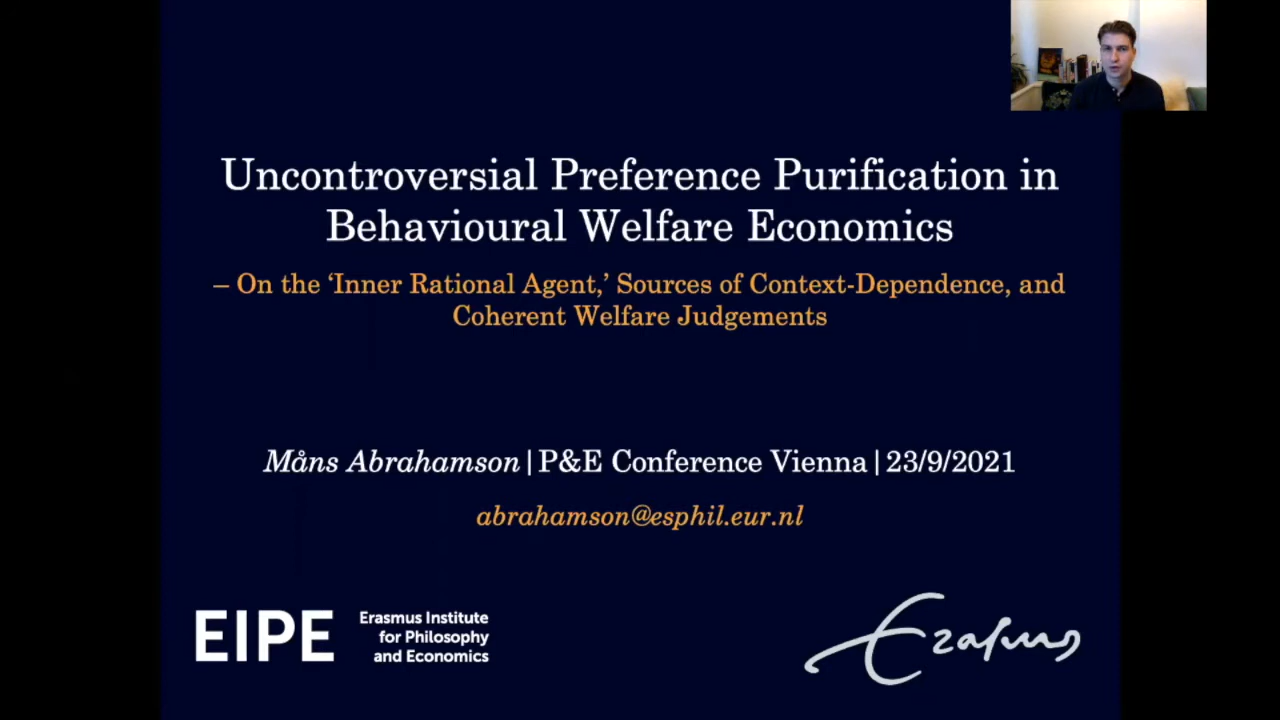 Uncontroversial Preference Purification in
Behavioural Welfare Economics
– On the ‘Inner Rational Agent,’ Sources of Context-Dependence, and
Coherent Welfare Judgements
Måns Abrahamson|P&E Conference Vienna|23/9/2021
abrahamson@esphil.eur.nl
EIPE
Erasmus Institute
for Philosophy
and Economics
Erasmus